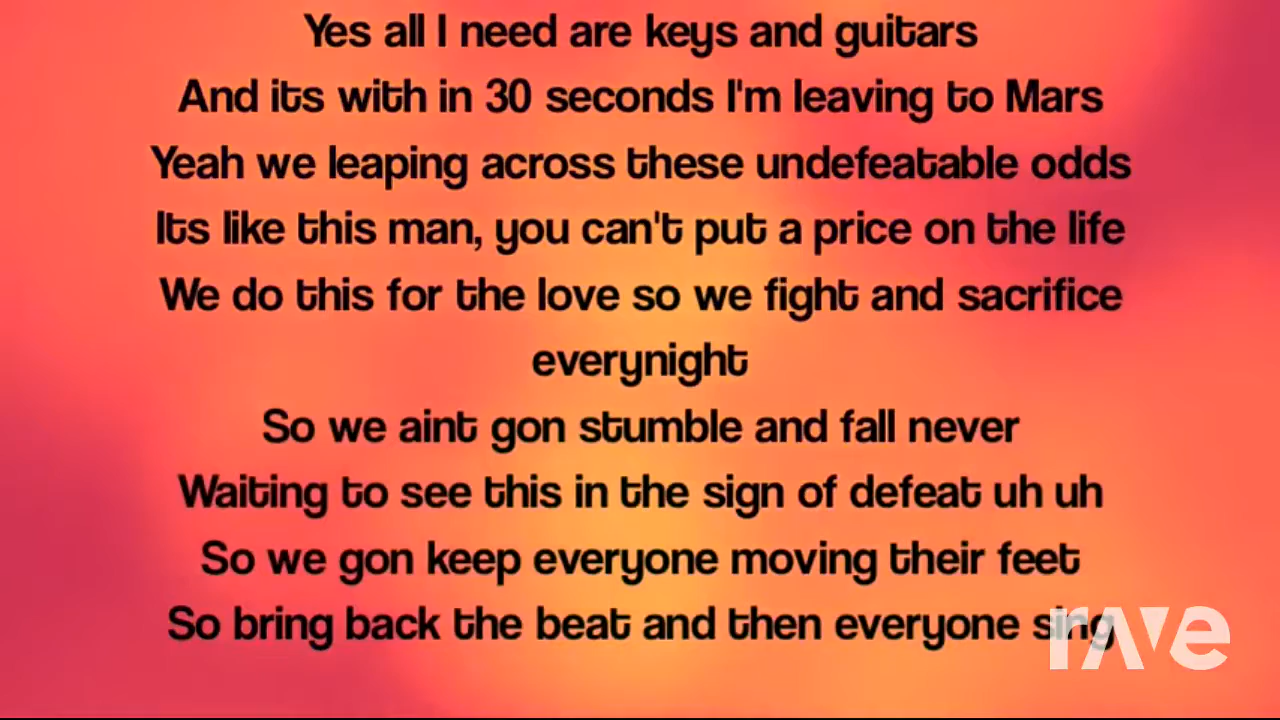 Yes all I need are keys and guitars
And its with in 30 seconds I'm leaving to Mars
Yeah we leaping across these undefeatable odds
Its like this man, you can't put a price on the life
We do this for the love so we fight and sacrifice
everynight
So we aint gon stumble and fall never
Waiting to see this in the sign of defeat uh uh
So we gon keep everyone moving their feet
So bring back the beat and then everyone sing
rave